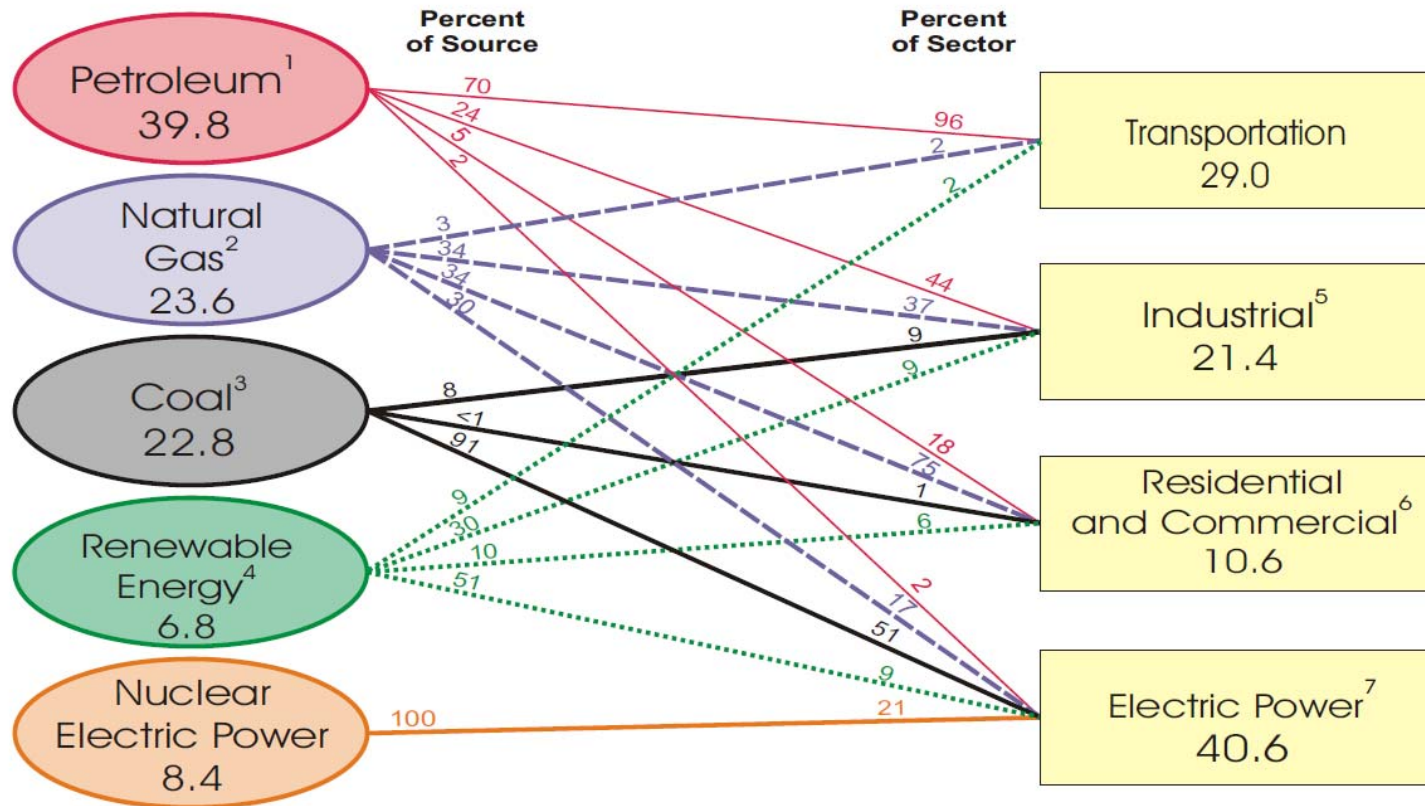 Percent
of Source
Percent
of Sector
Petroleum1
39.8
Natural
Gas2
23.6
Coal3
22.8
Renewable
Energy4
6.8
Nuclear
Electric Power
8.4
70
24
5
2
3
34
34
30
8
<1
91
9
30
10
51
100
96
2
2
44
37
9
9
18
75
1
6
2
17
51
9
21
Transportation
29.0
Industrial5
21.4
Residential
and Commercial6
10.6
Electric Power7
40.6